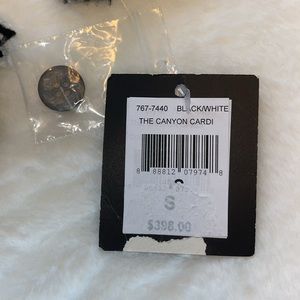 767-7440 BLACK/WHITE
THE CANYON CARDI
8 88812 07974 8
S
$398.00